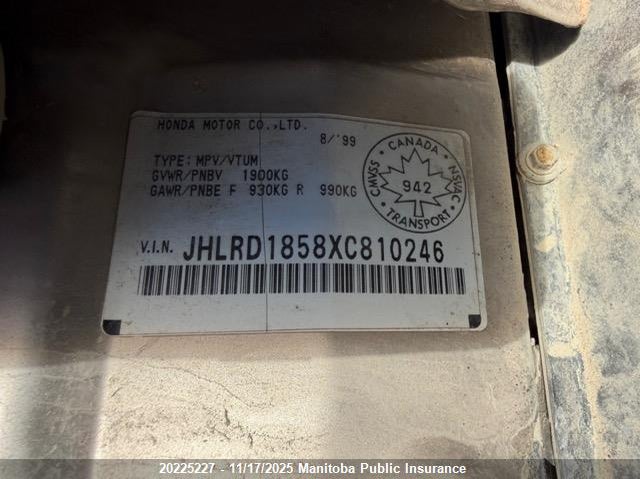 HONDA MOTOR CO.,LTD.
8/'99
TYPE: MPV/VTUM
GVWR/PNBV 1900KG
GAWR/PNBE F 930KG R 990KG
CANADA
CMVSS
942
NSVAC
TRANSPORT
V.I.N. JHLRD1858XC810246
20225227 - 11/17/2025 Manitoba Public Insurance